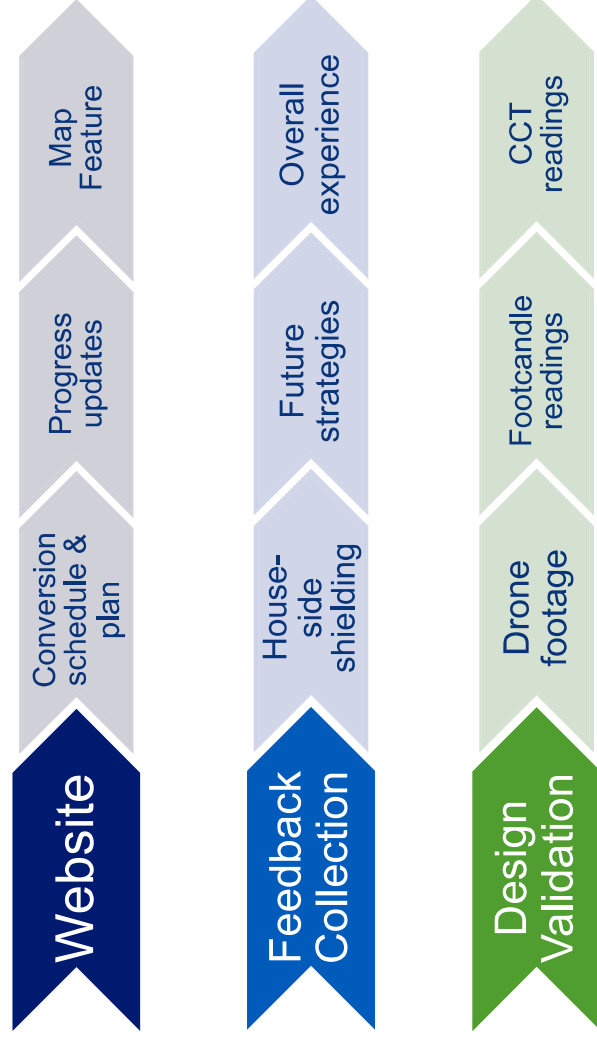 Website
Conversion
schedule &
plan
Progress
updates
Map
Feature
Feedback
Collection
House-
side
shielding
Future
strategies
Overall
experience
Design
Validation
Drone
footage
Footcandle
readings
CCT
readings